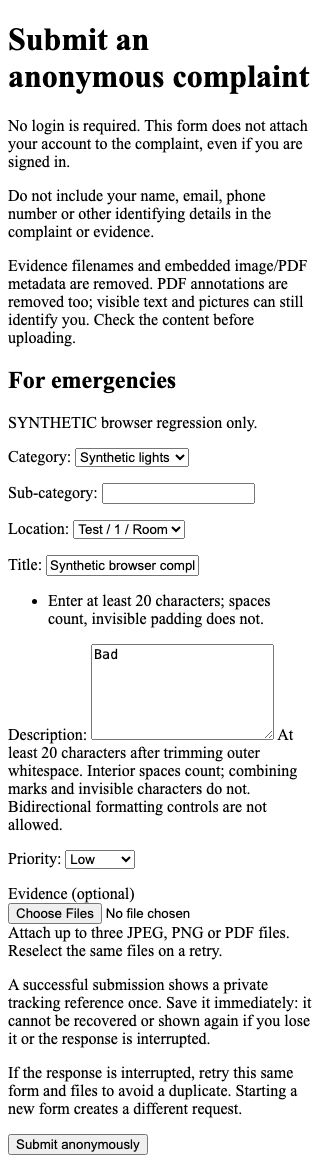 Submit an
anonymous complaint
No login is required. This form does not attach
your account to the complaint, even if you are
signed in.
Do not include your name, email, phone
number or other identifying details in the
complaint or evidence.
Evidence filenames and embedded image/PDF
metadata are removed. PDF annotations are
removed too; visible text and pictures can still
identify you. Check the content before
uploading.
For emergencies
SYNTHETIC browser regression only.
Category: Synthetic lights
Sub-category:
Location: Test / 1 / Room
Title: Synthetic browser compl
• Enter at least 20 characters; spaces
count, invisible padding does not.
Bad
Description: At
least 20 characters after trimming outer
whitespace. Interior spaces count; combining
marks and invisible characters do not.
Bidirectional formatting controls are not
allowed.
Priority: Low
Evidence (optional)
Choose Files No file chosen
Attach up to three JPEG, PNG or PDF files.
Reselect the same files on a retry.
A successful submission shows a private
tracking reference once. Save it immediately: it
cannot be recovered or shown again if you lose
it or the response is interrupted.
If the response is interrupted, retry this same
form and files to avoid a duplicate. Starting a
new form creates a different request.
Submit anonymously